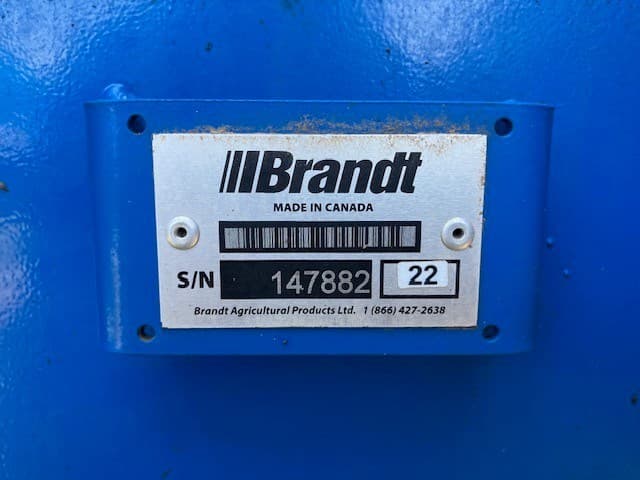 Brandt
MADE IN CANADA
S/N 147882 22
Brandt Agricultural Products Ltd. 1 (866) 427-2638